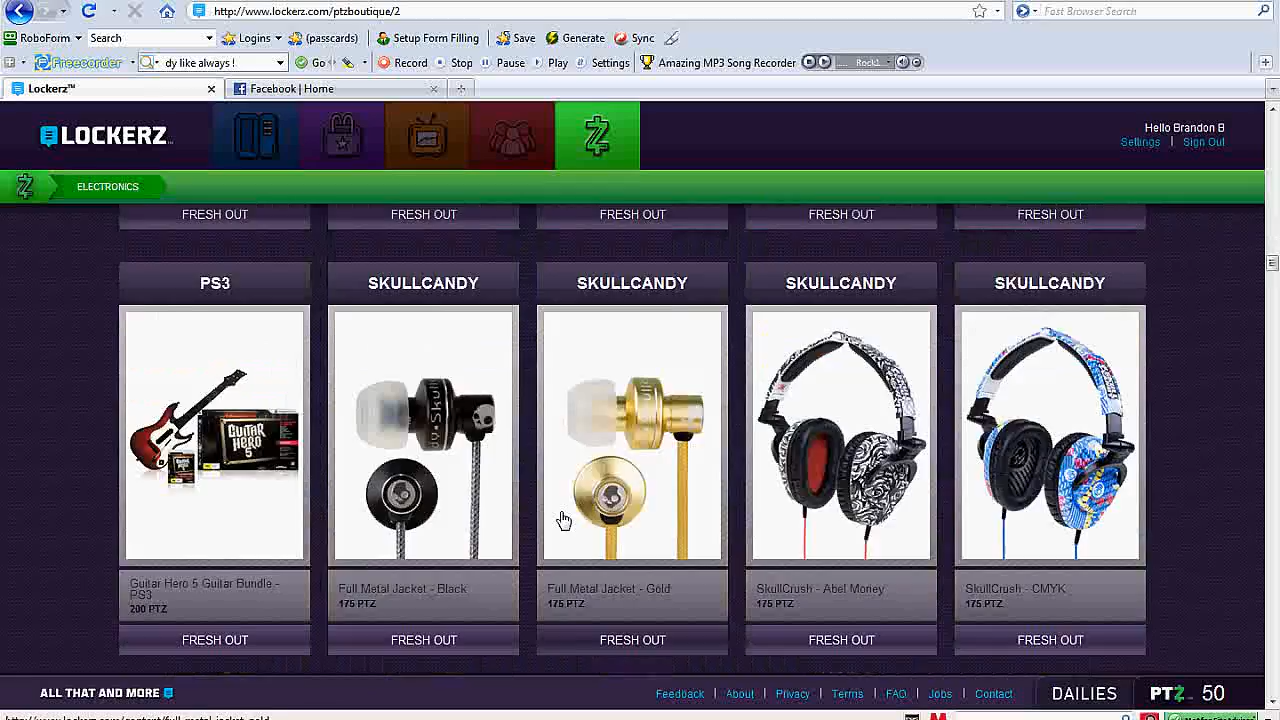 http://www.lockerz.com/ptzboutique/2
Fast Browser Search
RoboForm Search Logins (passcards) Setup Form Filling Save Generate Sync
Freecorder dy like always ! Go Record Stop Pause Play Settings Amazing MP3 Song Recorder Rock1
Lockerz™ Facebook | Home
LOCKERZ
Hello Brandon B
Settings | Sign Out
ELECTRONICS
FRESH OUT FRESH OUT FRESH OUT FRESH OUT FRESH OUT
PS3 SKULLCANDY SKULLCANDY SKULLCANDY SKULLCANDY
GUITAR HERO 5
Guitar Hero 5 Guitar Bundle - PS3
200 PTZ
Full Metal Jacket - Black
175 PTZ
Full Metal Jacket - Gold
175 PTZ
SkullCrush - Abel Money
175 PTZ
SkullCrush - CMYK
175 PTZ
FRESH OUT FRESH OUT FRESH OUT FRESH OUT FRESH OUT
ALL THAT AND MORE Feedback | About | Privacy | Terms | FAQ | Jobs | Contact DAILIES PTZ 50